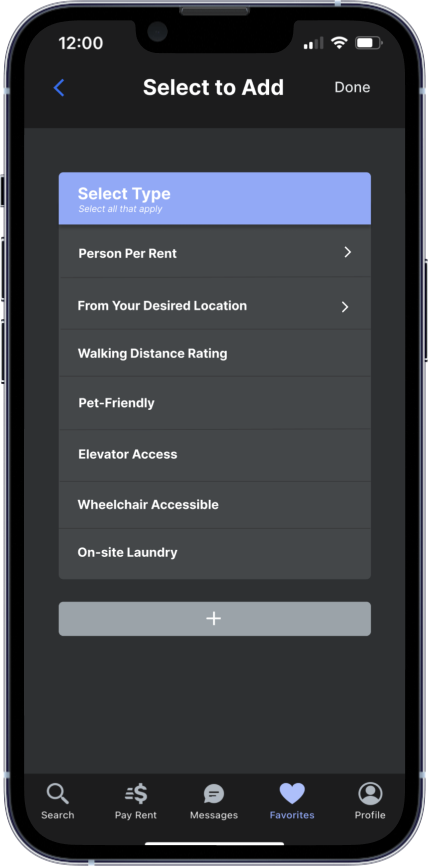 12:00
Select to Add
Done
Select Type
Select all that apply
Person Per Rent
From Your Desired Location
Walking Distance Rating
Pet-Friendly
Elevator Access
Wheelchair Accessible
On-site Laundry
+
Search
Pay Rent
Messages
Favorites
Profile